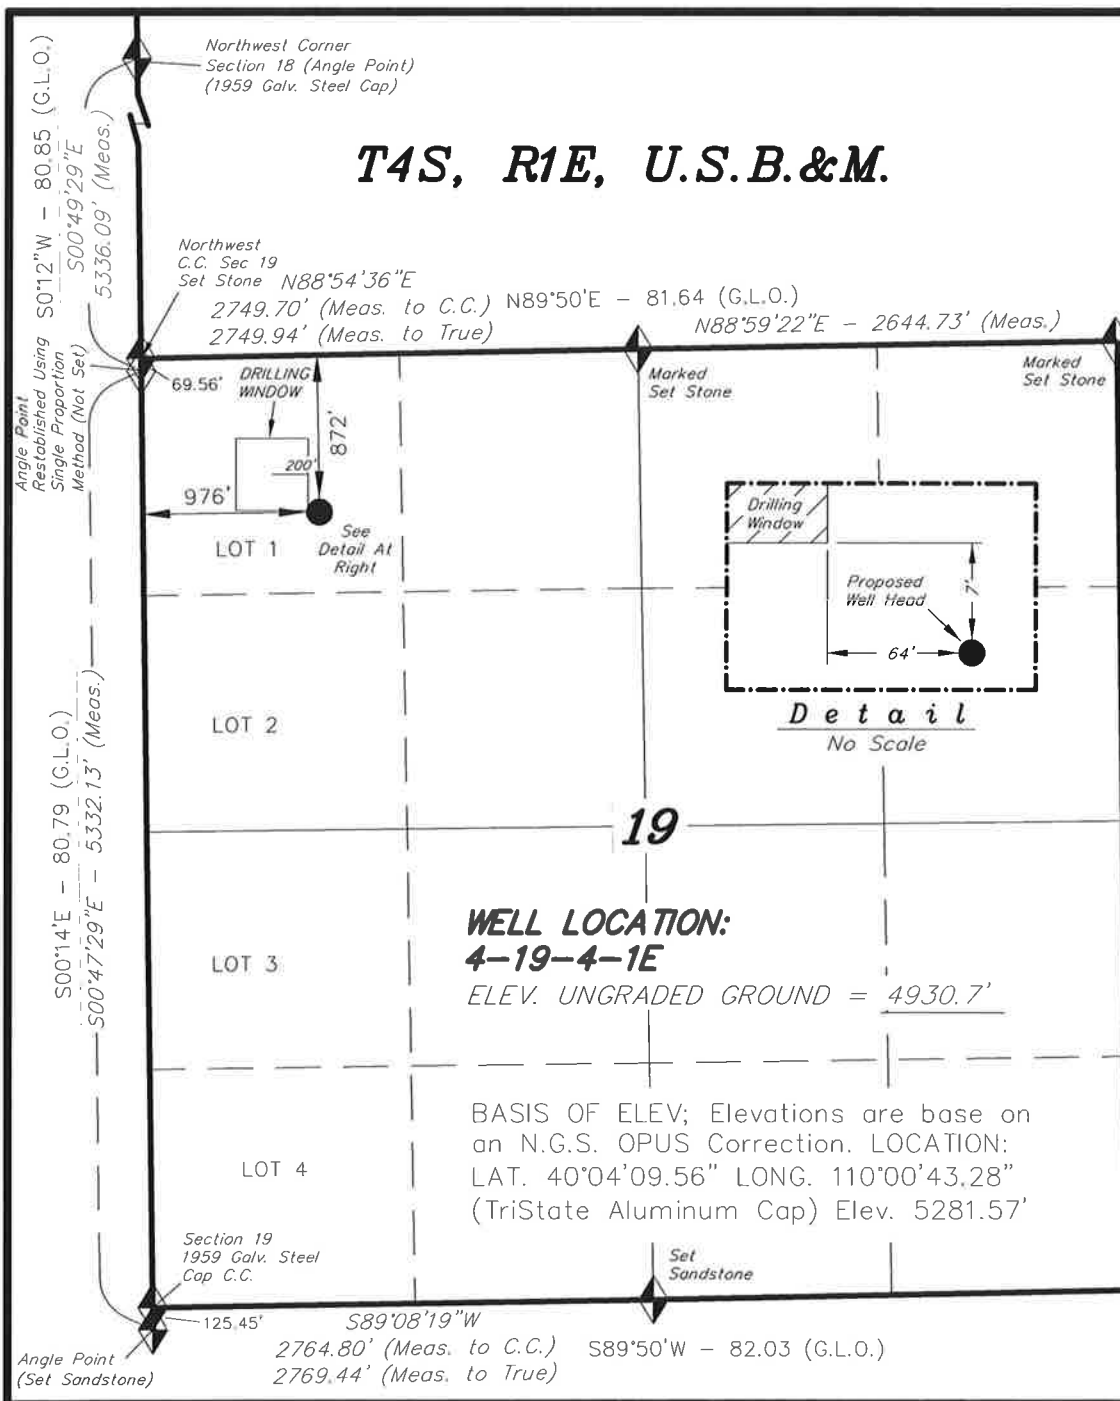 Northwest Corner
Section 18 (Angle Point)
(1959 Galv. Steel Cap)
S0°12"W - 80.85 (G.L.O.)
S00°49'29"E
5336.09' (Meas.)
T4S, R1E, U.S.B.&M.
Northwest
C.C. Sec 19
Set Stone
N88°54'36"E
2749.70' (Meas. to C.C.)
2749.94' (Meas. to True)
N89°50'E - 81.64 (G.L.O.)
N88°59'22"E - 2644.73' (Meas.)
Angle Point
Restablished Using
Single Proportion
Method (Not Set)
69.56'
DRILLING
WINDOW
872'
200'
976'
See
Detail At
Right
LOT 1
Marked
Set Stone
Marked
Set Stone
Drilling
Window
Proposed
Well Head
7'
64'
Detail
No Scale
LOT 2
S00°14'E - 80.79 (G.L.O.)
S00°47'29"E - 5332.13' (Meas.)
19
WELL LOCATION:
4-19-4-1E
ELEV. UNGRADED GROUND = 4930.7'
LOT 3
BASIS OF ELEV; Elevations are base on
an N.G.S. OPUS Correction. LOCATION:
LAT. 40°04'09.56" LONG. 110°00'43.28"
(TriState Aluminum Cap) Elev. 5281.57'
LOT 4
Section 19
1959 Galv. Steel
Cap C.C.
Set
Sandstone
125.45'
S89°08'19"W
2764.80' (Meas. to C.C.)
2769.44' (Meas. to True)
S89°50'W - 82.03 (G.L.O.)
Angle Point
(Set Sandstone)